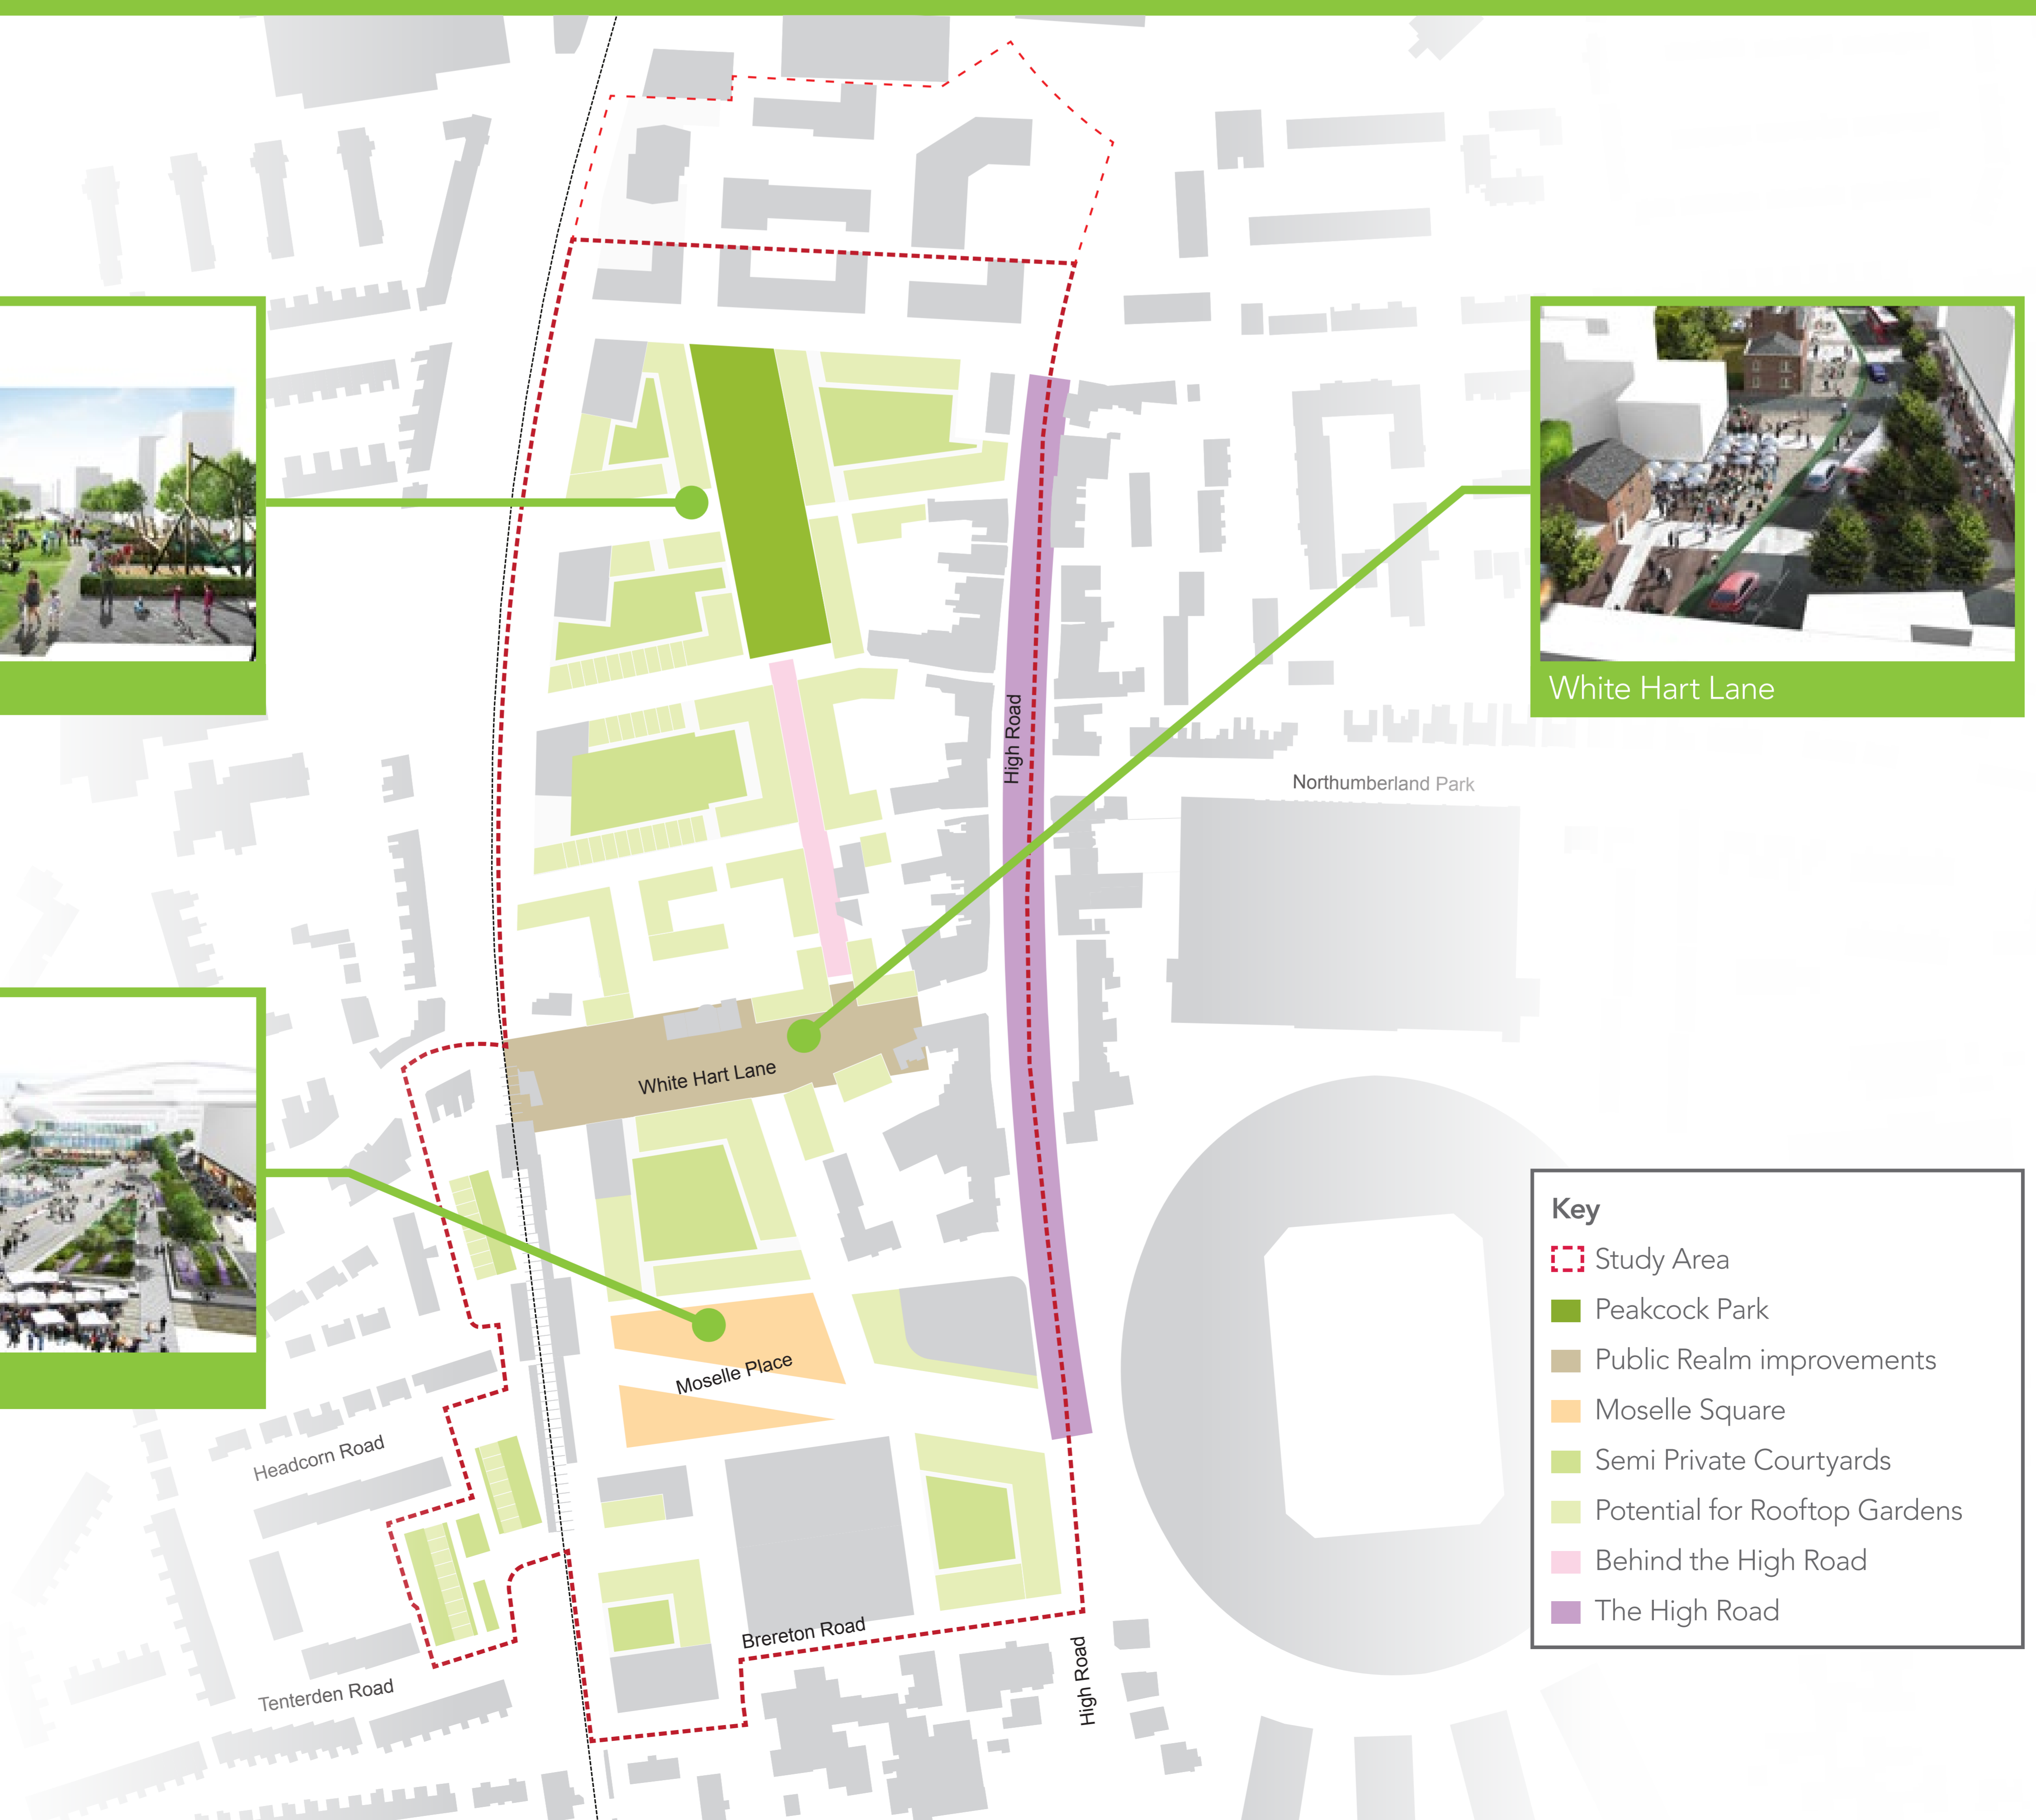 High Road
Northumberland Park
White Hart Lane
White Hart Lane
Moselle Place
Headcorn Road
Brereton Road
Tenterden Road
High Road
Key
Study Area
Peakcock Park
Public Realm improvements
Moselle Square
Semi Private Courtyards
Potential for Rooftop Gardens
Behind the High Road
The High Road